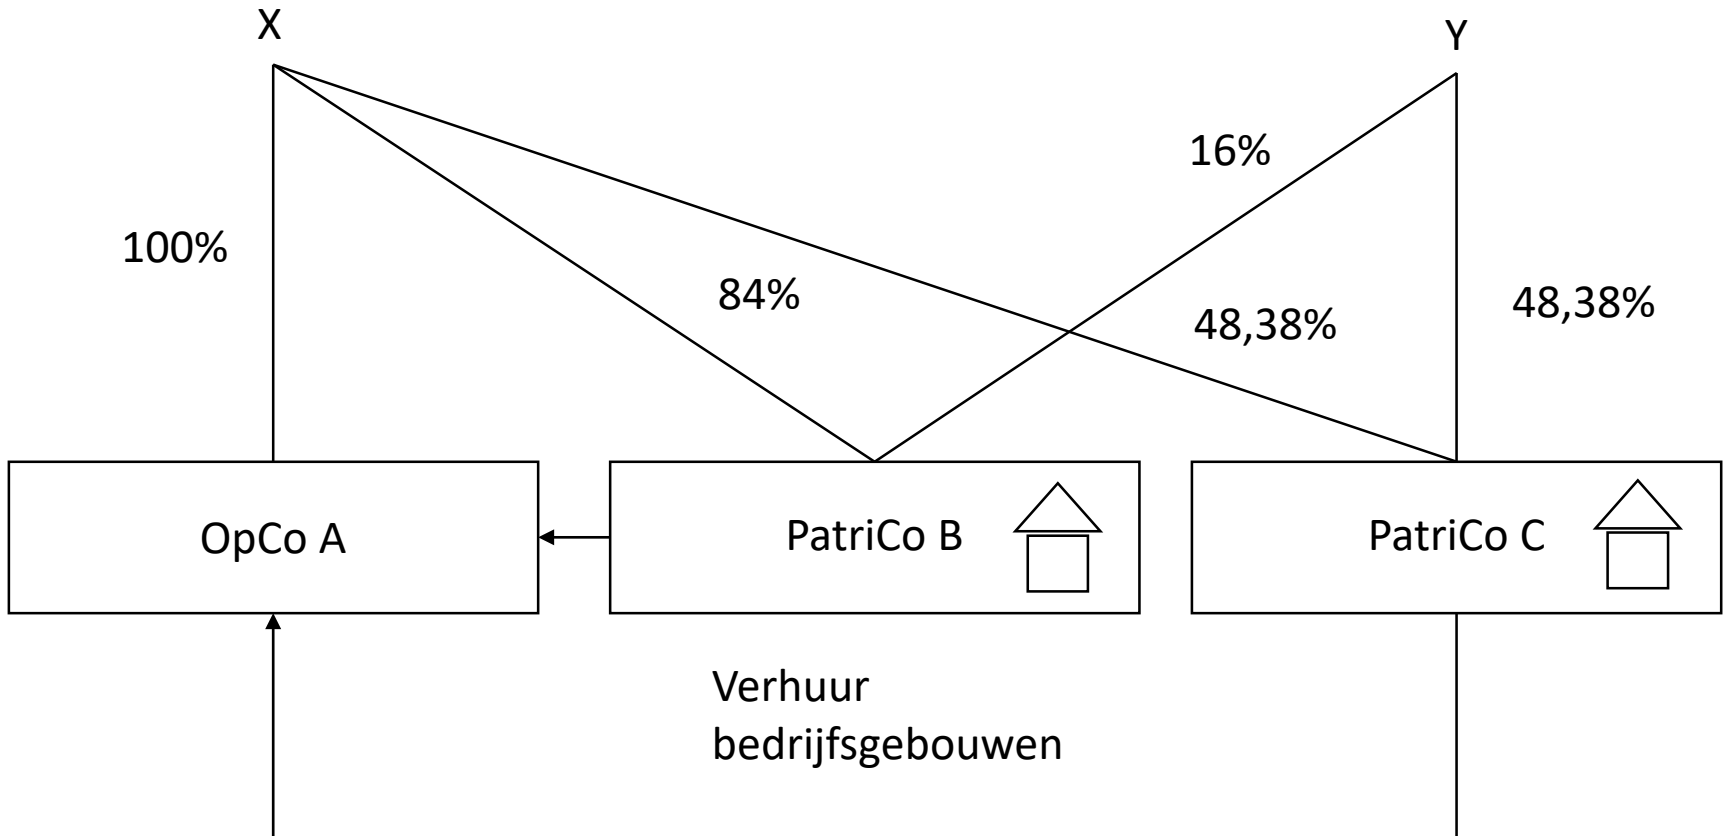 X
Y
16%
100%
84%
48,38%
48,38%
OpCo A
PatriCo B
PatriCo C
Verhuur
bedrijfsgebouwen